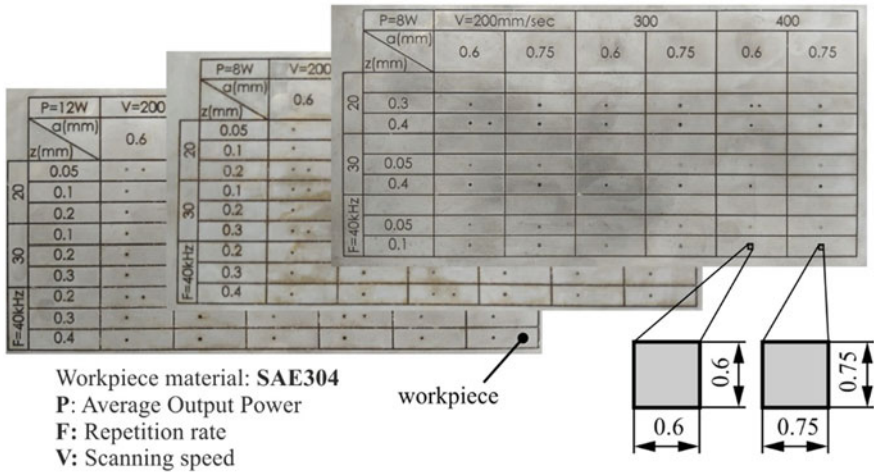 P=8W V=200mm/sec 300 400
a(mm)
z(mm)
0.6 0.75 0.6 0.75 0.6 0.75
20
0.3
0.4
30
0.05
0.4
F=40kHz
0.05
0.1
P=8W V=200
a(mm)
z(mm)
0.6
20
0.05
0.1
0.2
30
0.1
0.2
0.3
F=40kHz
0.2
0.3
0.4
P=12W V=200
a(mm)
z(mm)
0.6
20
0.05
0.1
0.2
30
0.1
0.2
0.3
F=40kHz
0.2
0.3
0.4
workpiece
0.6
0.6
0.75
0.75
Workpiece material: SAE304
P: Average Output Power
F: Repetition rate
V: Scanning speed